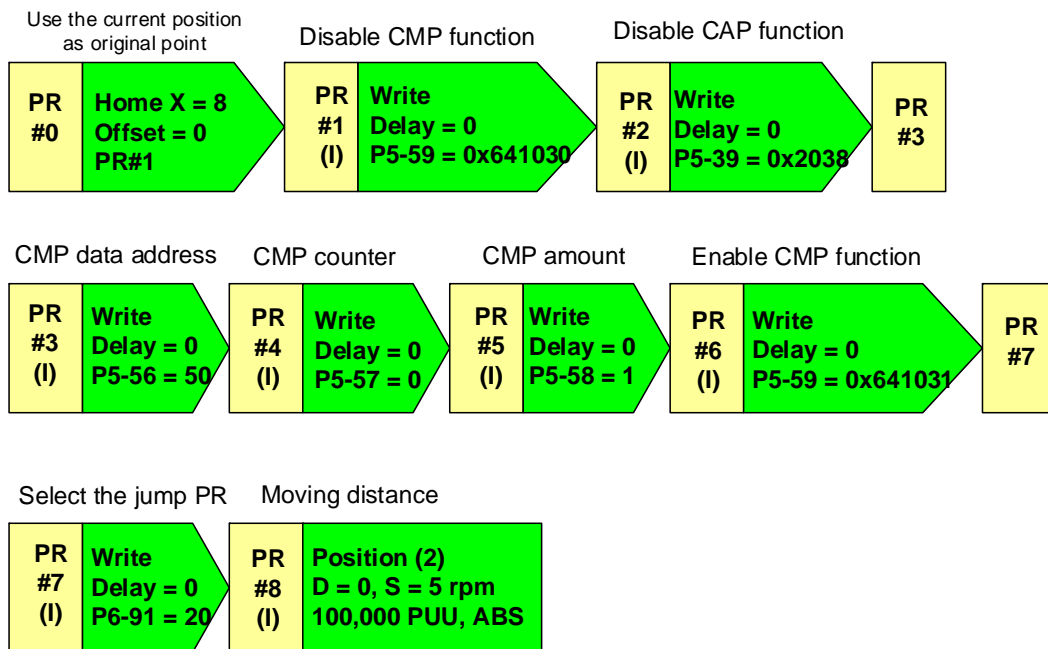 Use the current position
as original point
Disable CMP function
Disable CAP function
PR
#0
Home X = 8
Offset = 0
PR#1
PR
#1
(I)
Write
Delay = 0
P5-59 = 0x641030
PR
#2
(I)
Write
Delay = 0
P5-39 = 0x2038
PR
#3
CMP data address
CMP counter
CMP amount
Enable CMP function
PR
#3
(I)
Write
Delay = 0
P5-56 = 50
PR
#4
(I)
Write
Delay = 0
P5-57 = 0
PR
#5
(I)
Write
Delay = 0
P5-58 = 1
PR
#6
(I)
Write
Delay = 0
P5-59 = 0x641031
PR
#7
Select the jump PR
Moving distance
PR
#7
(I)
Write
Delay = 0
P6-91 = 20
PR
#8
(I)
Position (2)
D = 0, S = 5 rpm
100,000 PUU, ABS